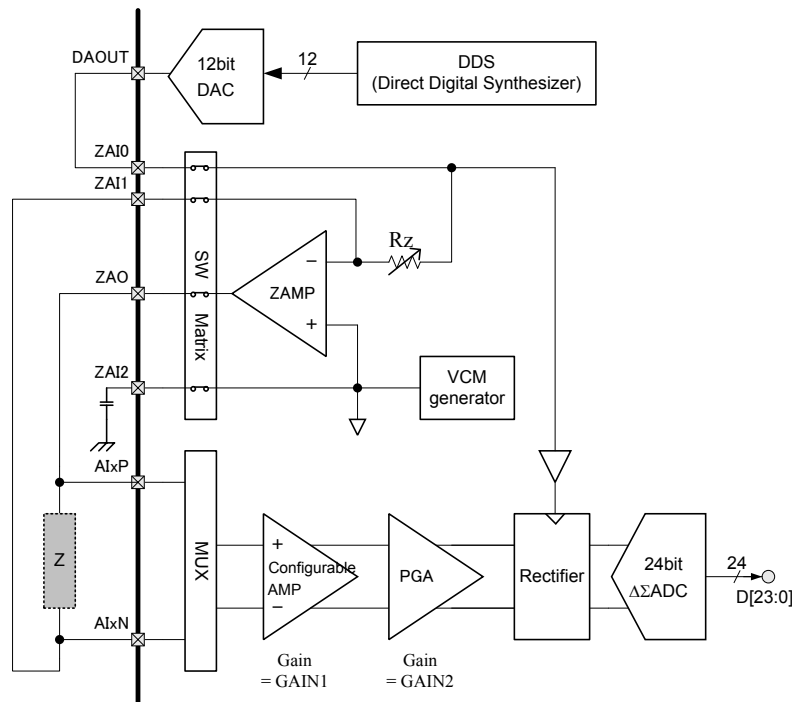 DAOUT
12bit
DAC
12
DDS
(Direct Digital Synthesizer)
ZAI0
ZAI1
Rz
SW Matrix
ZAO
ZAMP
−
+
ZAI2
VCM
generator
AIxP
MUX
Z
+
Configurable
AMP
−
PGA
Rectifier
24bit
ΔΣADC
24
D[23:0]
AIxN
Gain
= GAIN1
Gain
= GAIN2